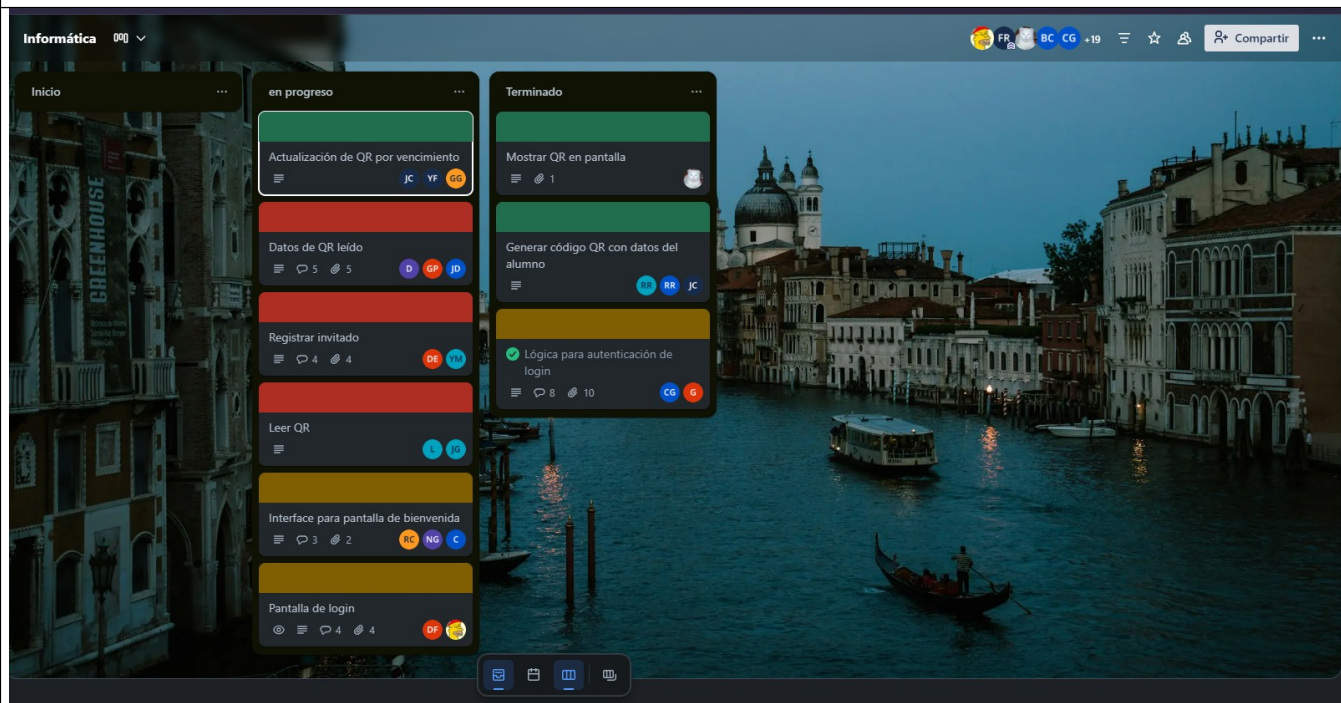 Informática
FR BC CG +19 Compartir
Inicio
en progreso
Actualización de QR por vencimiento
JC YF GG
Datos de QR leído
5 5 D GP JD
Registrar invitado
4 4 DE YM
Leer QR
L JG
Interface para pantalla de bienvenida
3 2 RC NG C
Pantalla de login
4 4 DF
Terminado
Mostrar QR en pantalla
1
Generar código QR con datos del
alumno
RR RR JC
Lógica para autenticación de
login
8 10 CG G
GREENHOUSE